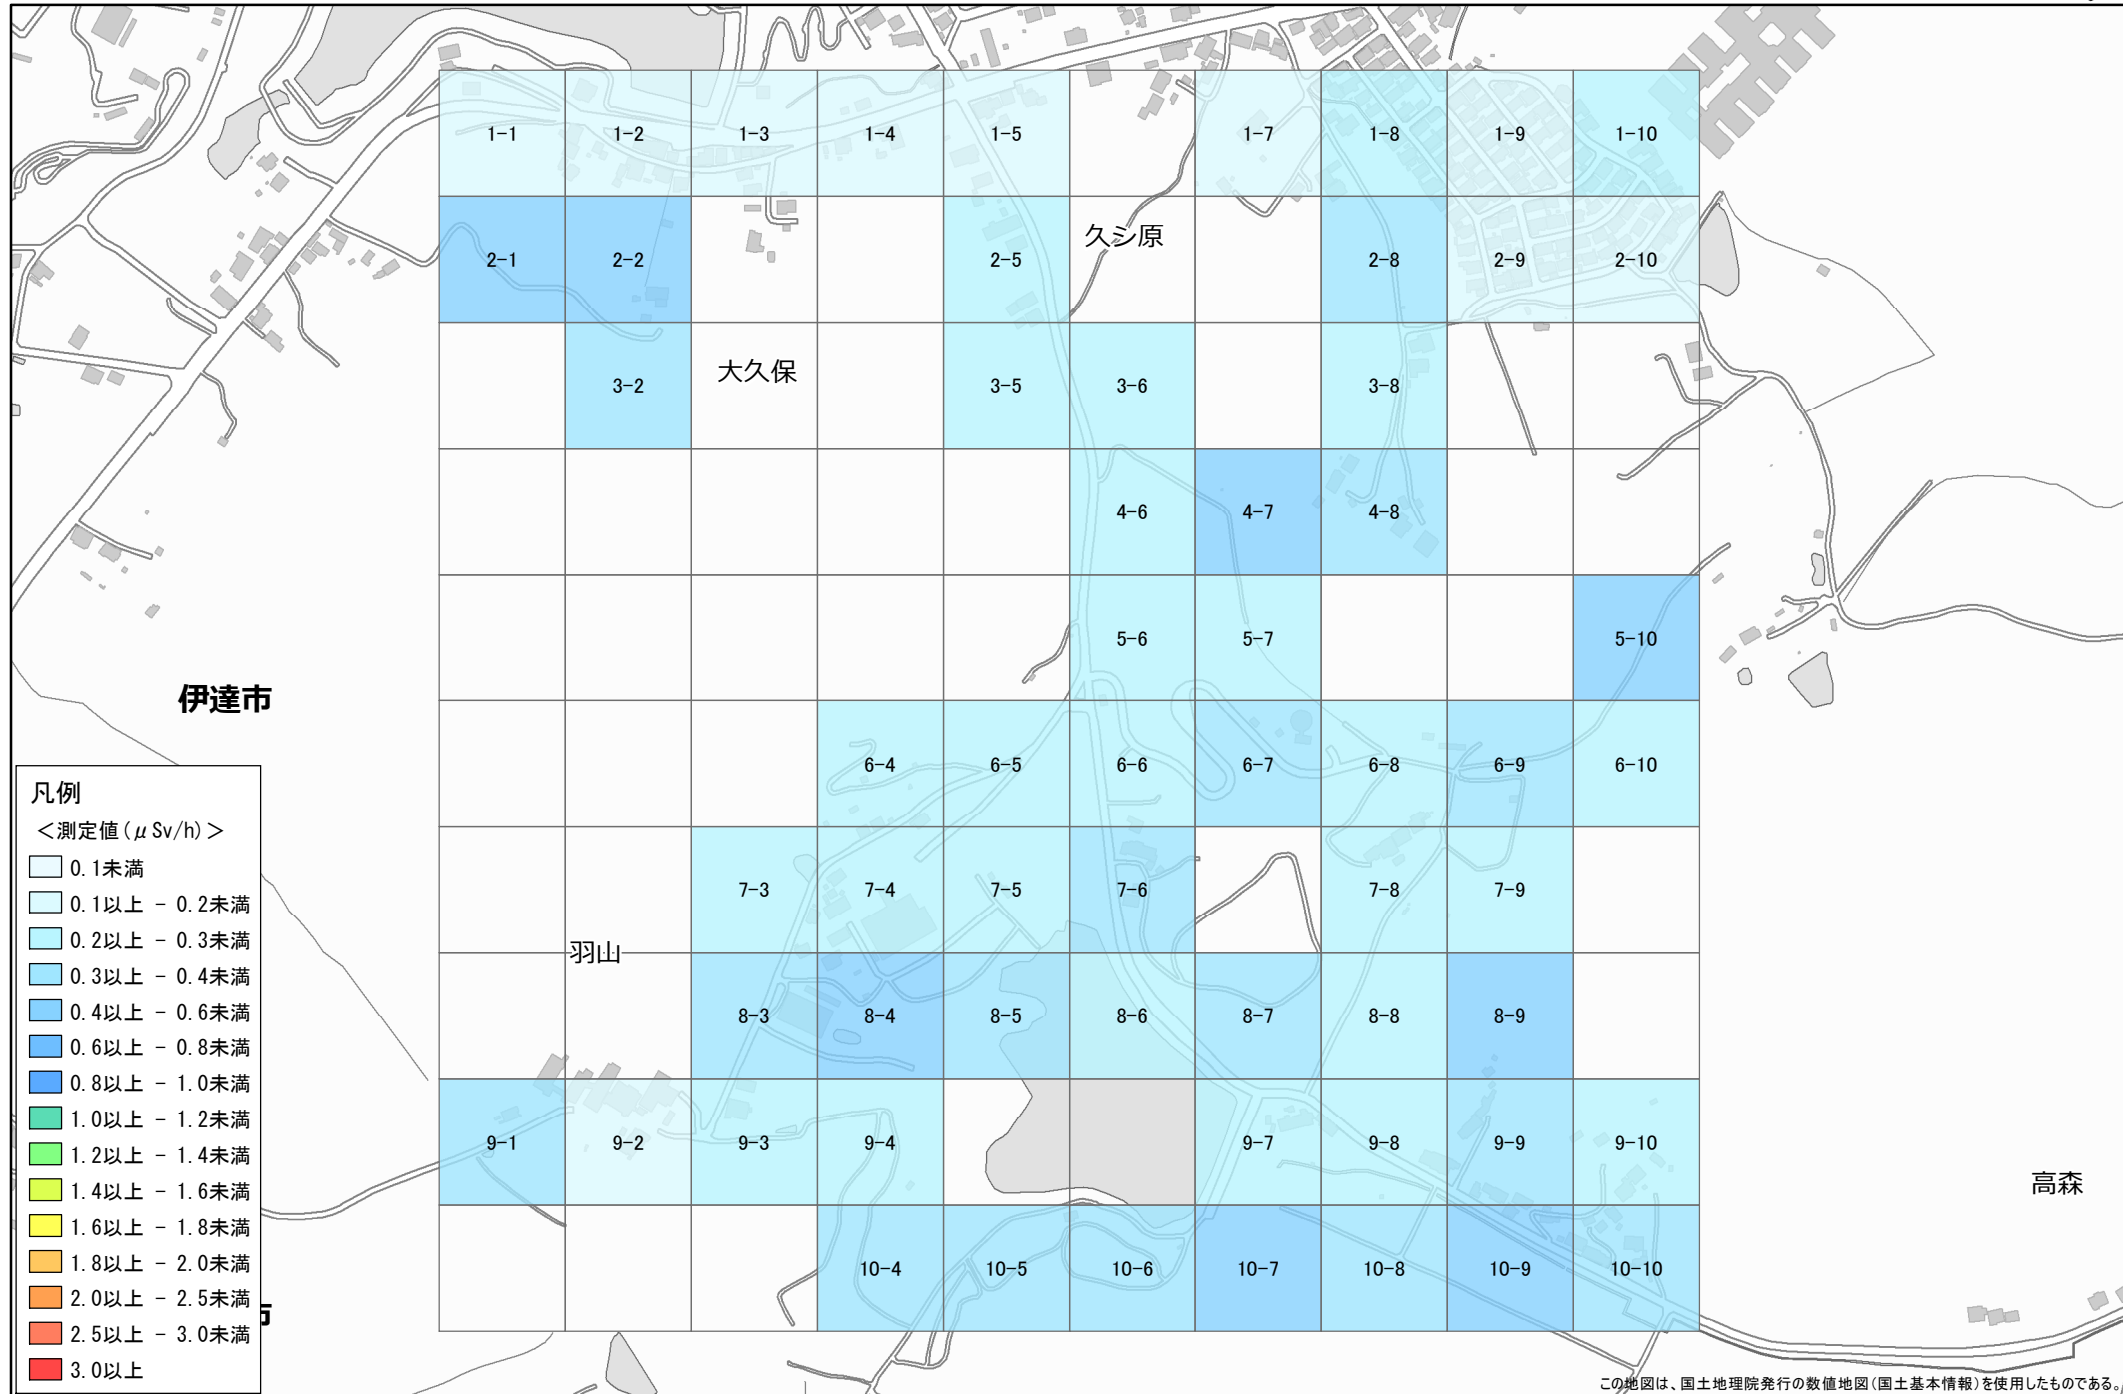 1-1 1-2 1-3 1-4 1-5 1-7 1-8 1-9 1-10
久シ原
2-1 2-2 2-5 2-8 2-9 2-10
大久保
3-2 3-5 3-6 3-8
4-6 4-7 4-8
5-6 5-7 5-10
伊達市
6-4 6-5 6-6 6-7 6-8 6-9 6-10
7-3 7-4 7-5 7-6 7-8 7-9
羽山
8-3 8-4 8-5 8-6 8-7 8-8 8-9
9-1 9-2 9-3 9-4 9-7 9-8 9-9 9-10
高森
10-4 10-5 10-6 10-7 10-8 10-9 10-10
凡例
＜測定値(μSv/h)＞
0.1未満
0.1以上 - 0.2未満
0.2以上 - 0.3未満
0.3以上 - 0.4未満
0.4以上 - 0.6未満
0.6以上 - 0.8未満
0.8以上 - 1.0未満
1.0以上 - 1.2未満
1.2以上 - 1.4未満
1.4以上 - 1.6未満
1.6以上 - 1.8未満
1.8以上 - 2.0未満
2.0以上 - 2.5未満
2.5以上 - 3.0未満
3.0以上
この地図は、国土地理院発行の数値地図(国土基本情報)を使用したものである。